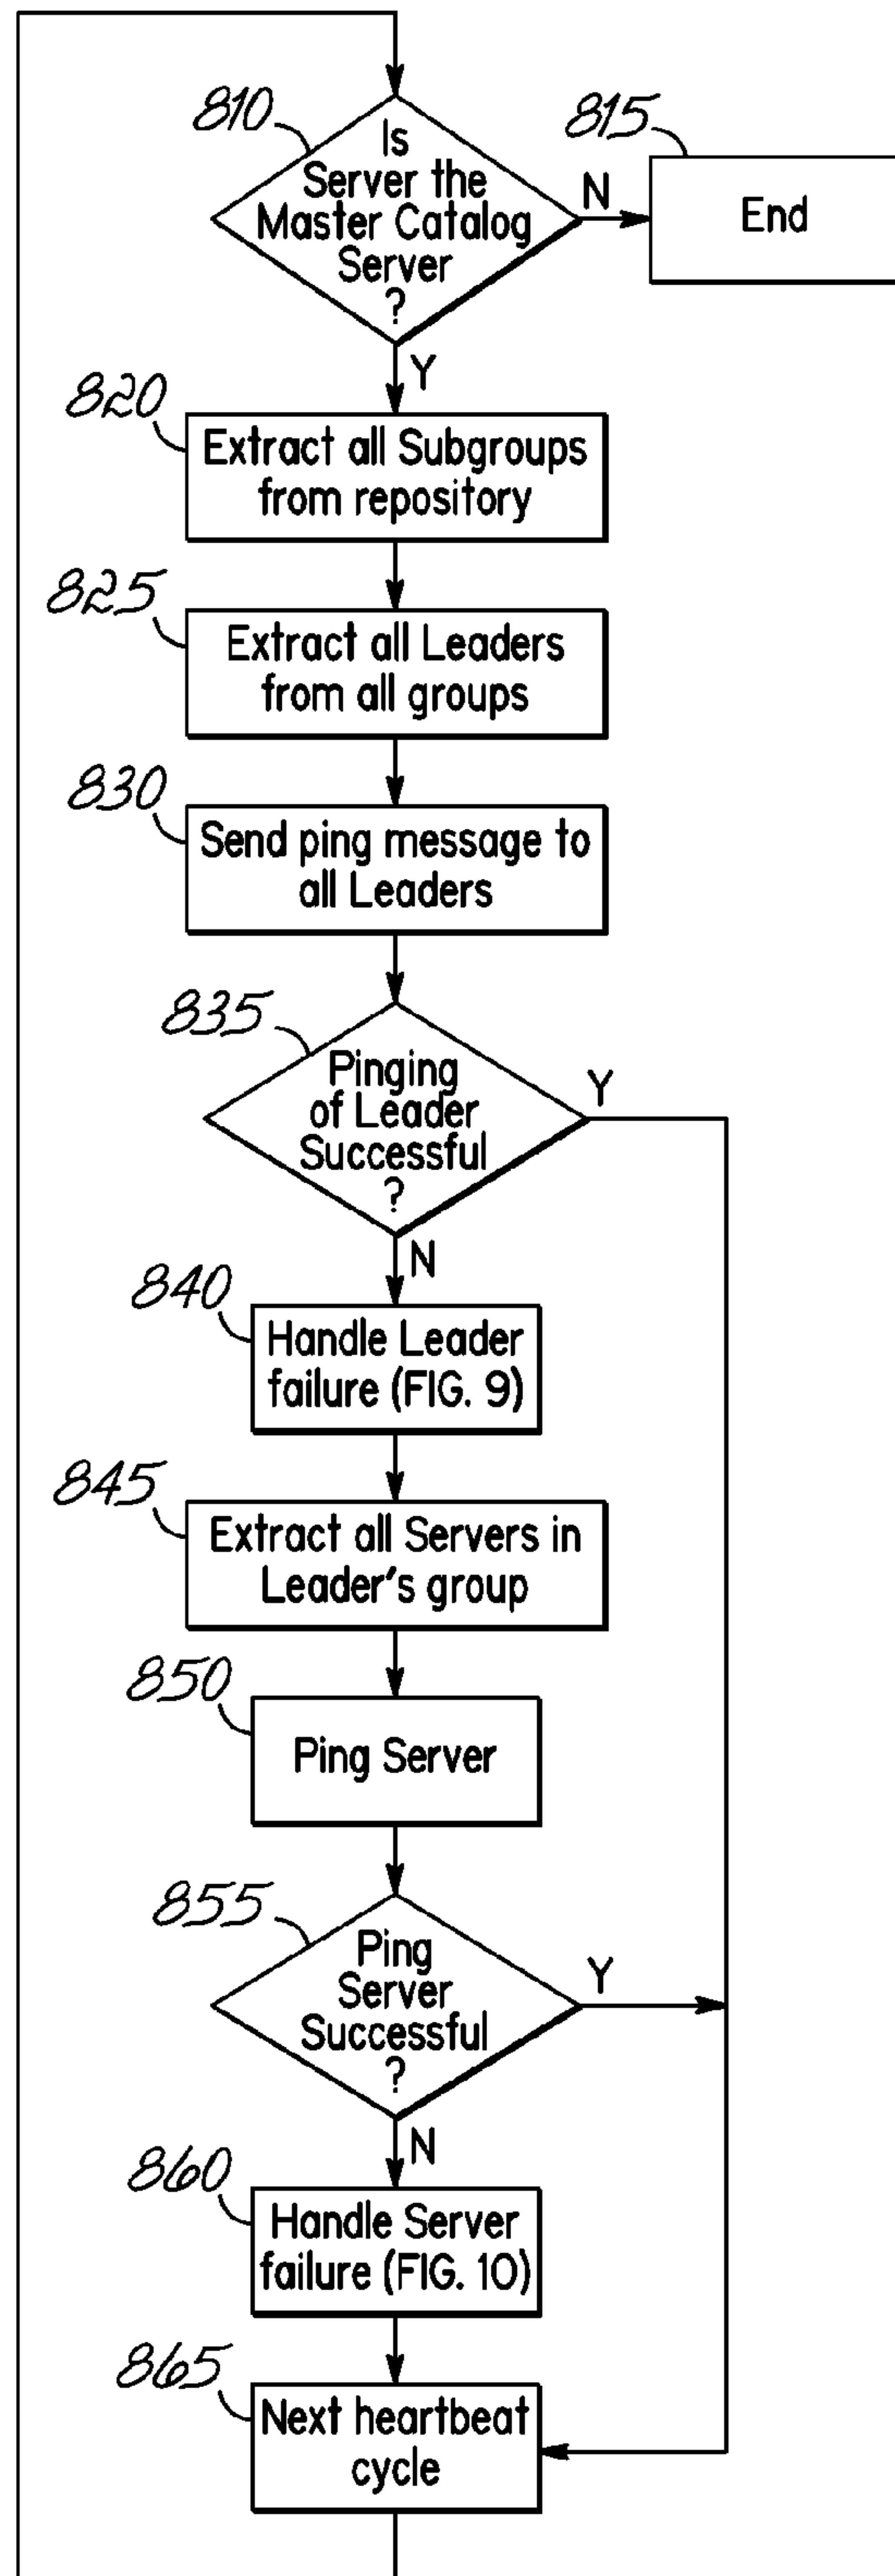 810
Is
Server the
Master Catalog
Server
?
N
815
End
Y
820
Extract all Subgroups
from repository
825
Extract all Leaders
from all groups
830
Send ping message to
all Leaders
835
Pinging
of Leader
Successful
?
Y
N
840
Handle Leader
failure (FIG. 9)
845
Extract all Servers in
Leader's group
850
Ping Server
855
Ping
Server
Successful
?
Y
N
860
Handle Server
failure (FIG. 10)
865
Next heartbeat
cycle